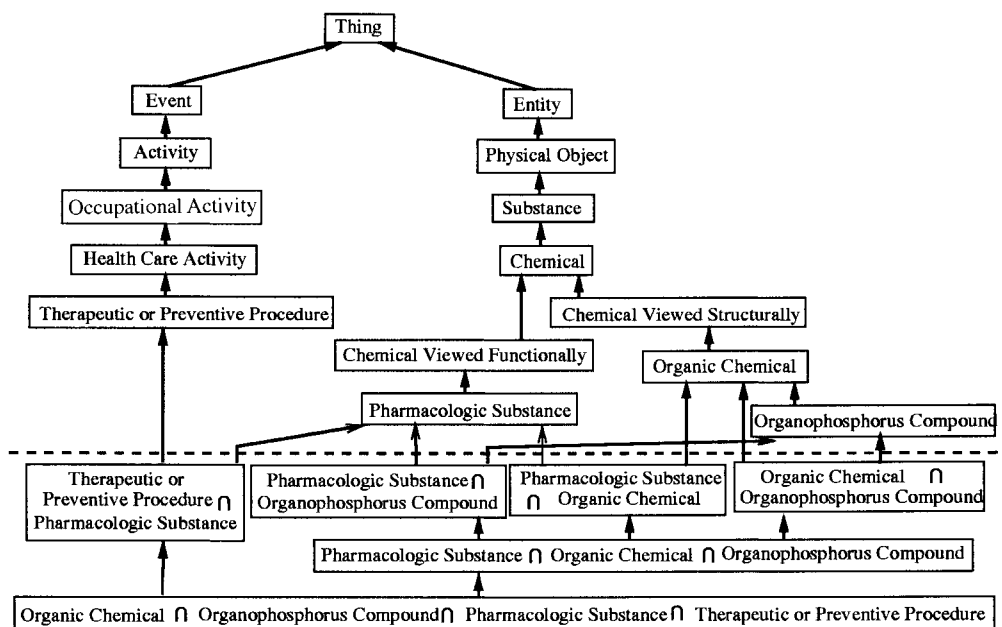 Thing
Event
Entity
Activity
Physical Object
Occupational Activity
Substance
Health Care Activity
Chemical
Therapeutic or Preventive Procedure
Chemical Viewed Structurally
Chemical Viewed Functionally
Organic Chemical
Pharmacologic Substance
Organophosphorus Compound
Therapeutic or
Preventive Procedure ∩
Pharmacologic Substance
Pharmacologic Substance ∩
Organophosphorus Compound
Pharmacologic Substance
∩ Organic Chemical
Organic Chemical ∩
Organophosphorus Compound
Pharmacologic Substance ∩ Organic Chemical ∩ Organophosphorus Compound
Organic Chemical ∩ Organophosphorus Compound ∩ Pharmacologic Substance ∩ Therapeutic or Preventive Procedure